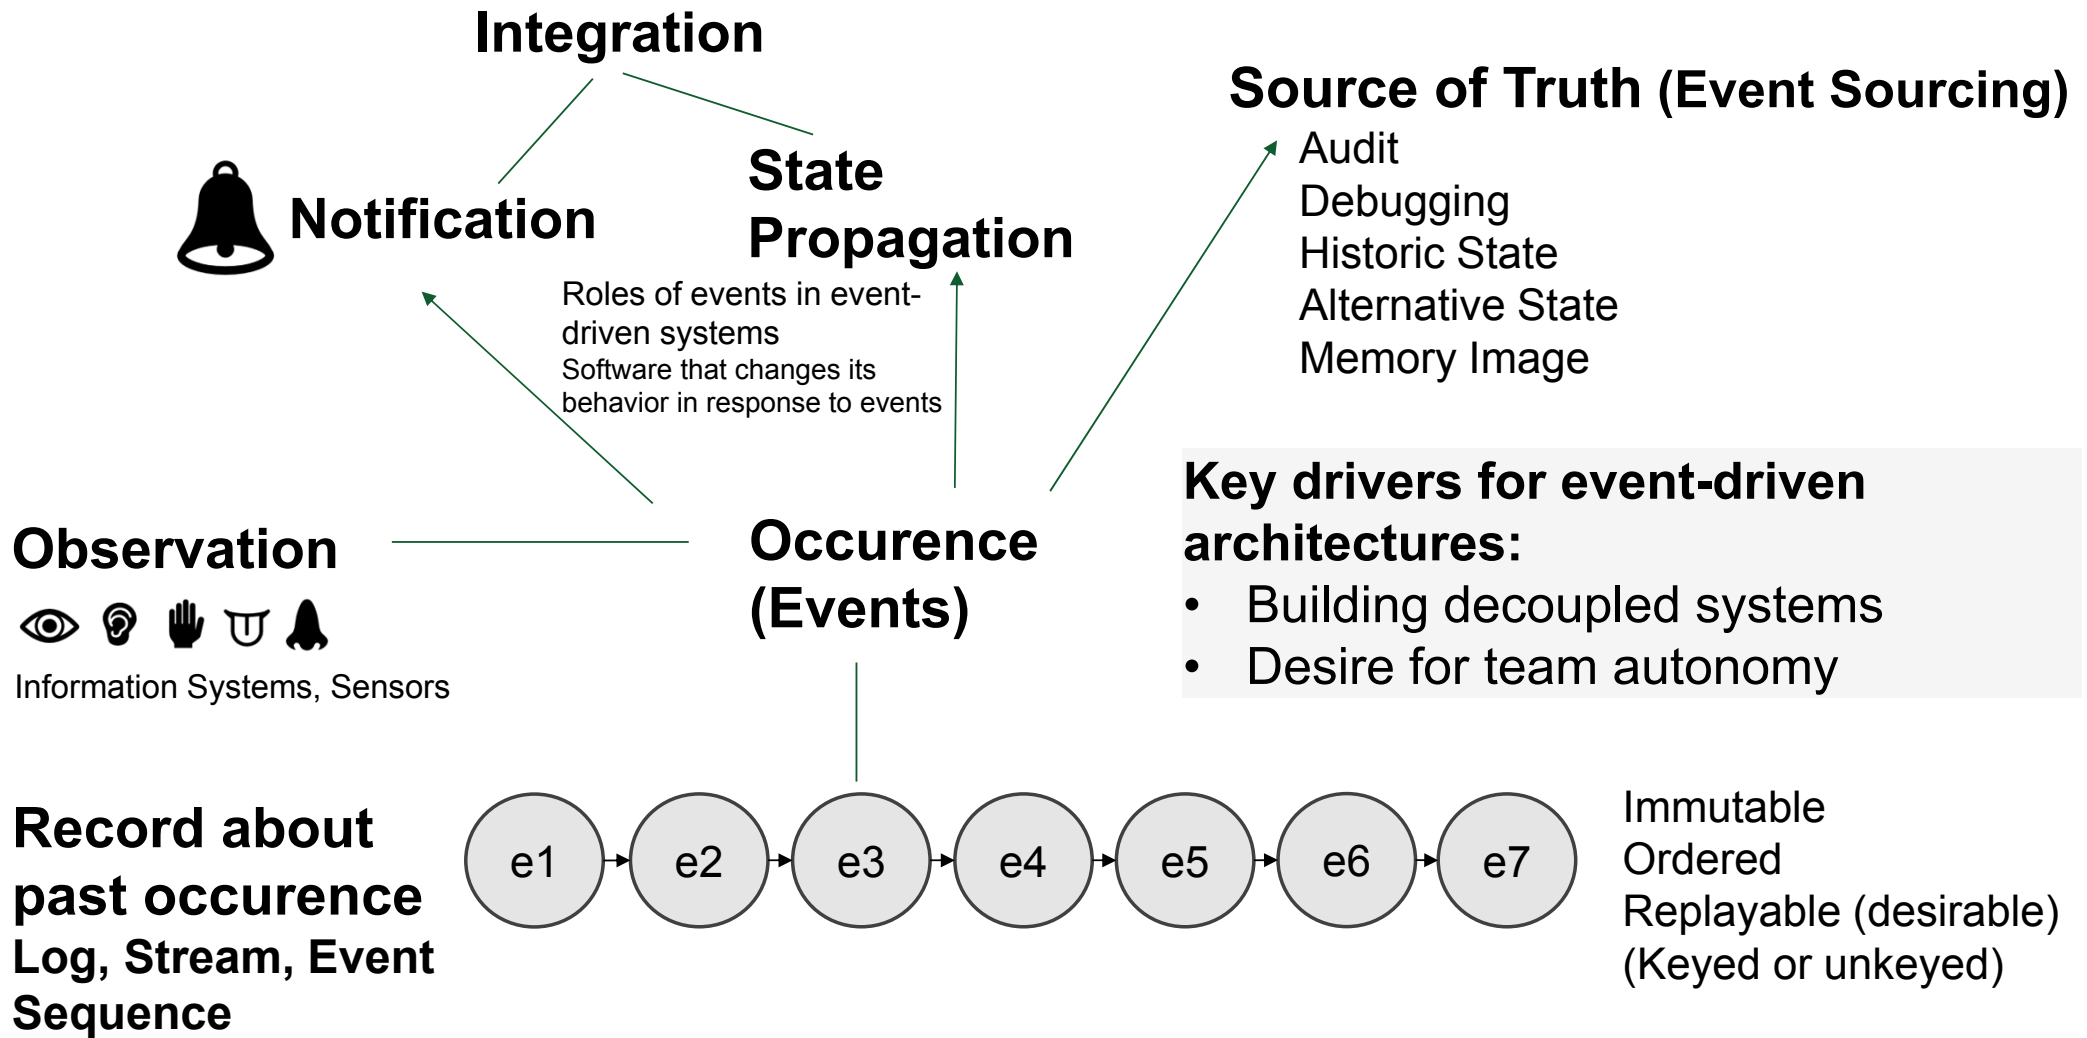 Integration
Source of Truth (Event Sourcing)
Audit
Debugging
Historic State
Alternative State
Memory Image
Notification
State
Propagation
Roles of events in event-
driven systems
Software that changes its
behavior in response to events
Key drivers for event-driven
architectures:
• Building decoupled systems
• Desire for team autonomy
Observation
Information Systems, Sensors
Occurence
(Events)
Record about
past occurence
Log, Stream, Event
Sequence
e1 e2 e3 e4 e5 e6 e7
Immutable
Ordered
Replayable (desirable)
(Keyed or unkeyed)